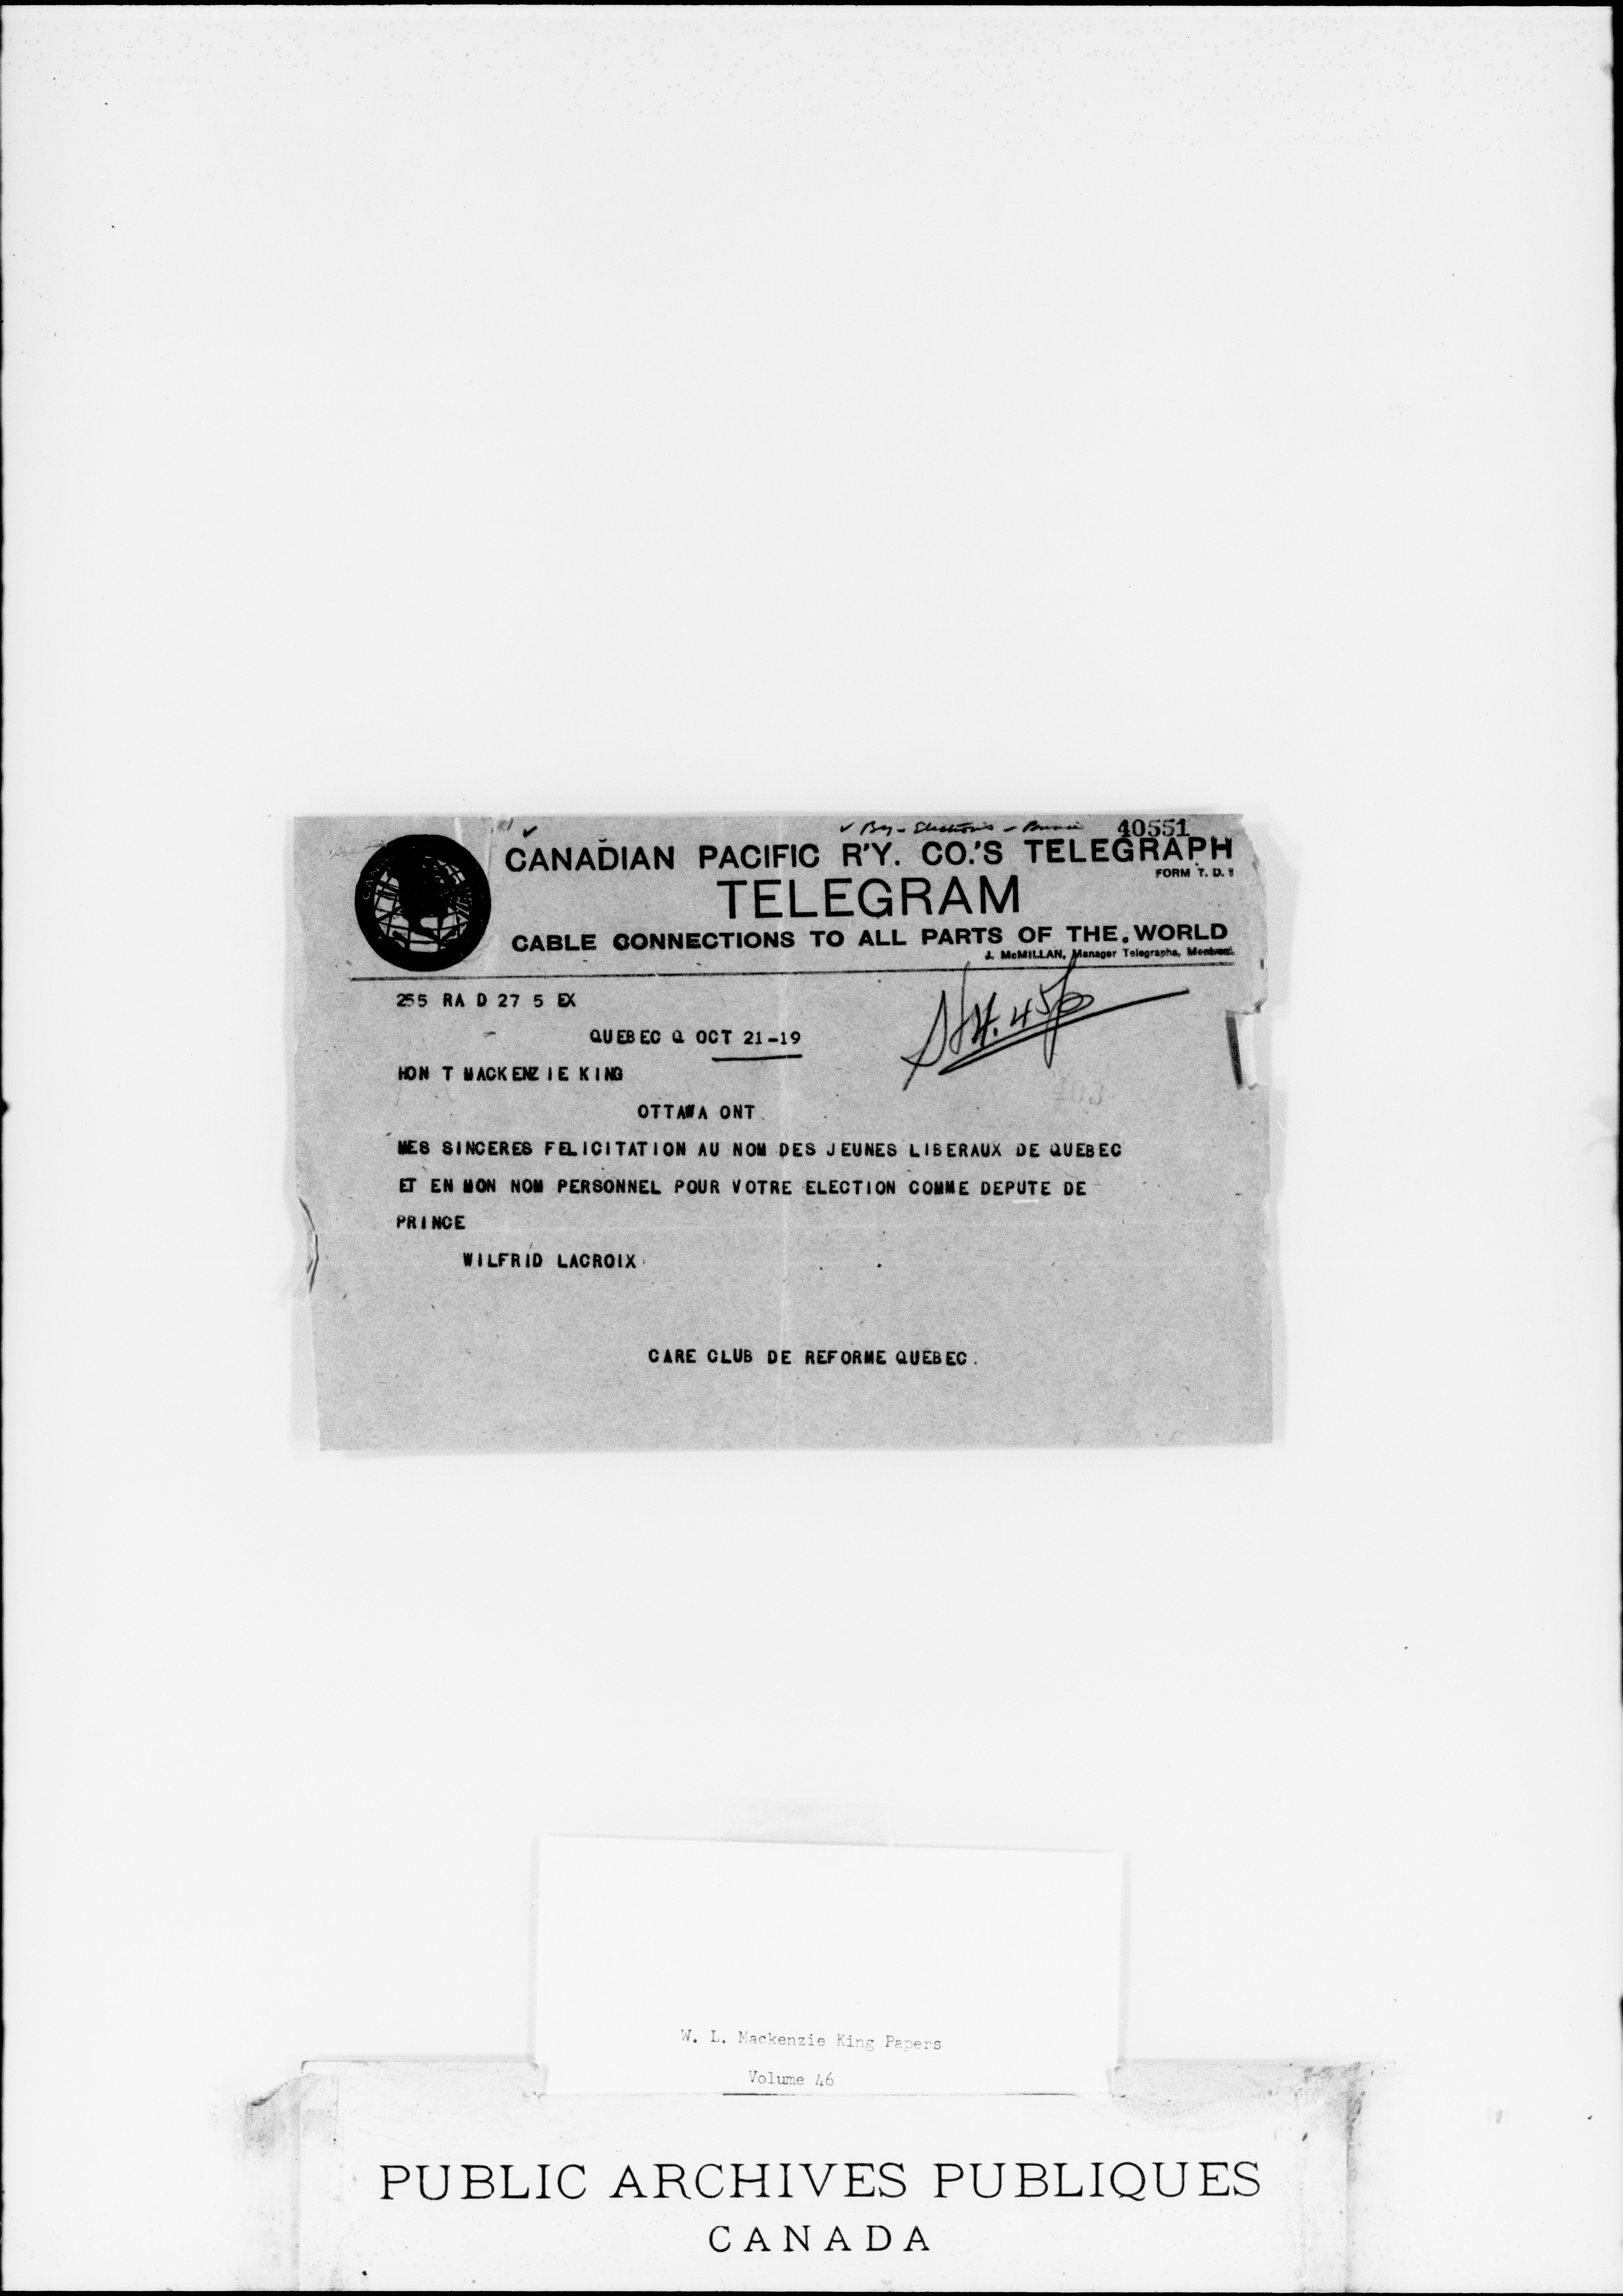 ✓ By-Elections - Prince 40551
CANADIAN PACIFIC R'Y. CO.'S TELEGRAPH
FORM T. D. 1
TELEGRAM
CABLE CONNECTIONS TO ALL PARTS OF THE WORLD
J. McMILLAN, Manager Telegraphs, Montreal.
255 RA D 27 5 EX
QUEBEC Q OCT 21-19
HON T MACKENZIE KING
OTTAWA ONT
MES SINCERES FELICITATION AU NOM DES JEUNES LIBERAUX DE QUEBEC
ET EN MON NOM PERSONNEL POUR VOTRE ELECTION COMME DEPUTE DE
PRINCE
WILFRID LACROIX
CARE CLUB DE REFORME QUEBEC.
W. L. Mackenzie King Papers
Volume 46
PUBLIC ARCHIVES PUBLIQUES
CANADA